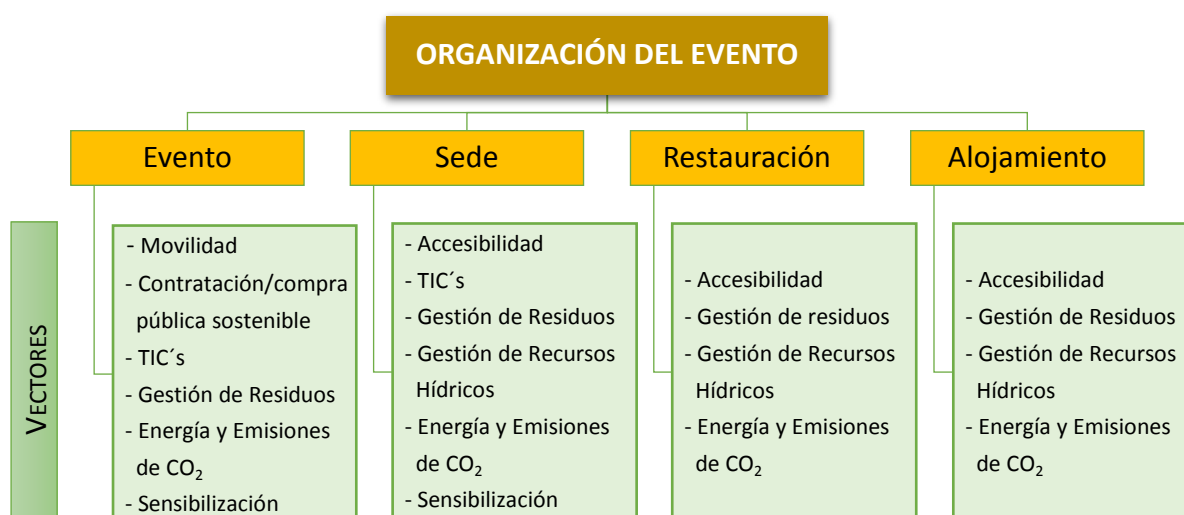 ORGANIZACIÓN DEL EVENTO
Evento
Sede
Restauración
Alojamiento
VECTORES
- Movilidad
- Contratación/compra
pública sostenible
- TIC´s
- Gestión de Residuos
- Energía y Emisiones
de CO₂
- Sensibilización
- Accesibilidad
- TIC´s
- Gestión de Residuos
- Gestión de Recursos
Hídricos
- Energía y Emisiones
de CO₂
- Sensibilización
- Accesibilidad
- Gestión de residuos
- Gestión de Recursos
Hídricos
- Energía y Emisiones
de CO₂
- Accesibilidad
- Gestión de Residuos
- Gestión de Recursos
Hídricos
- Energía y Emisiones
de CO₂